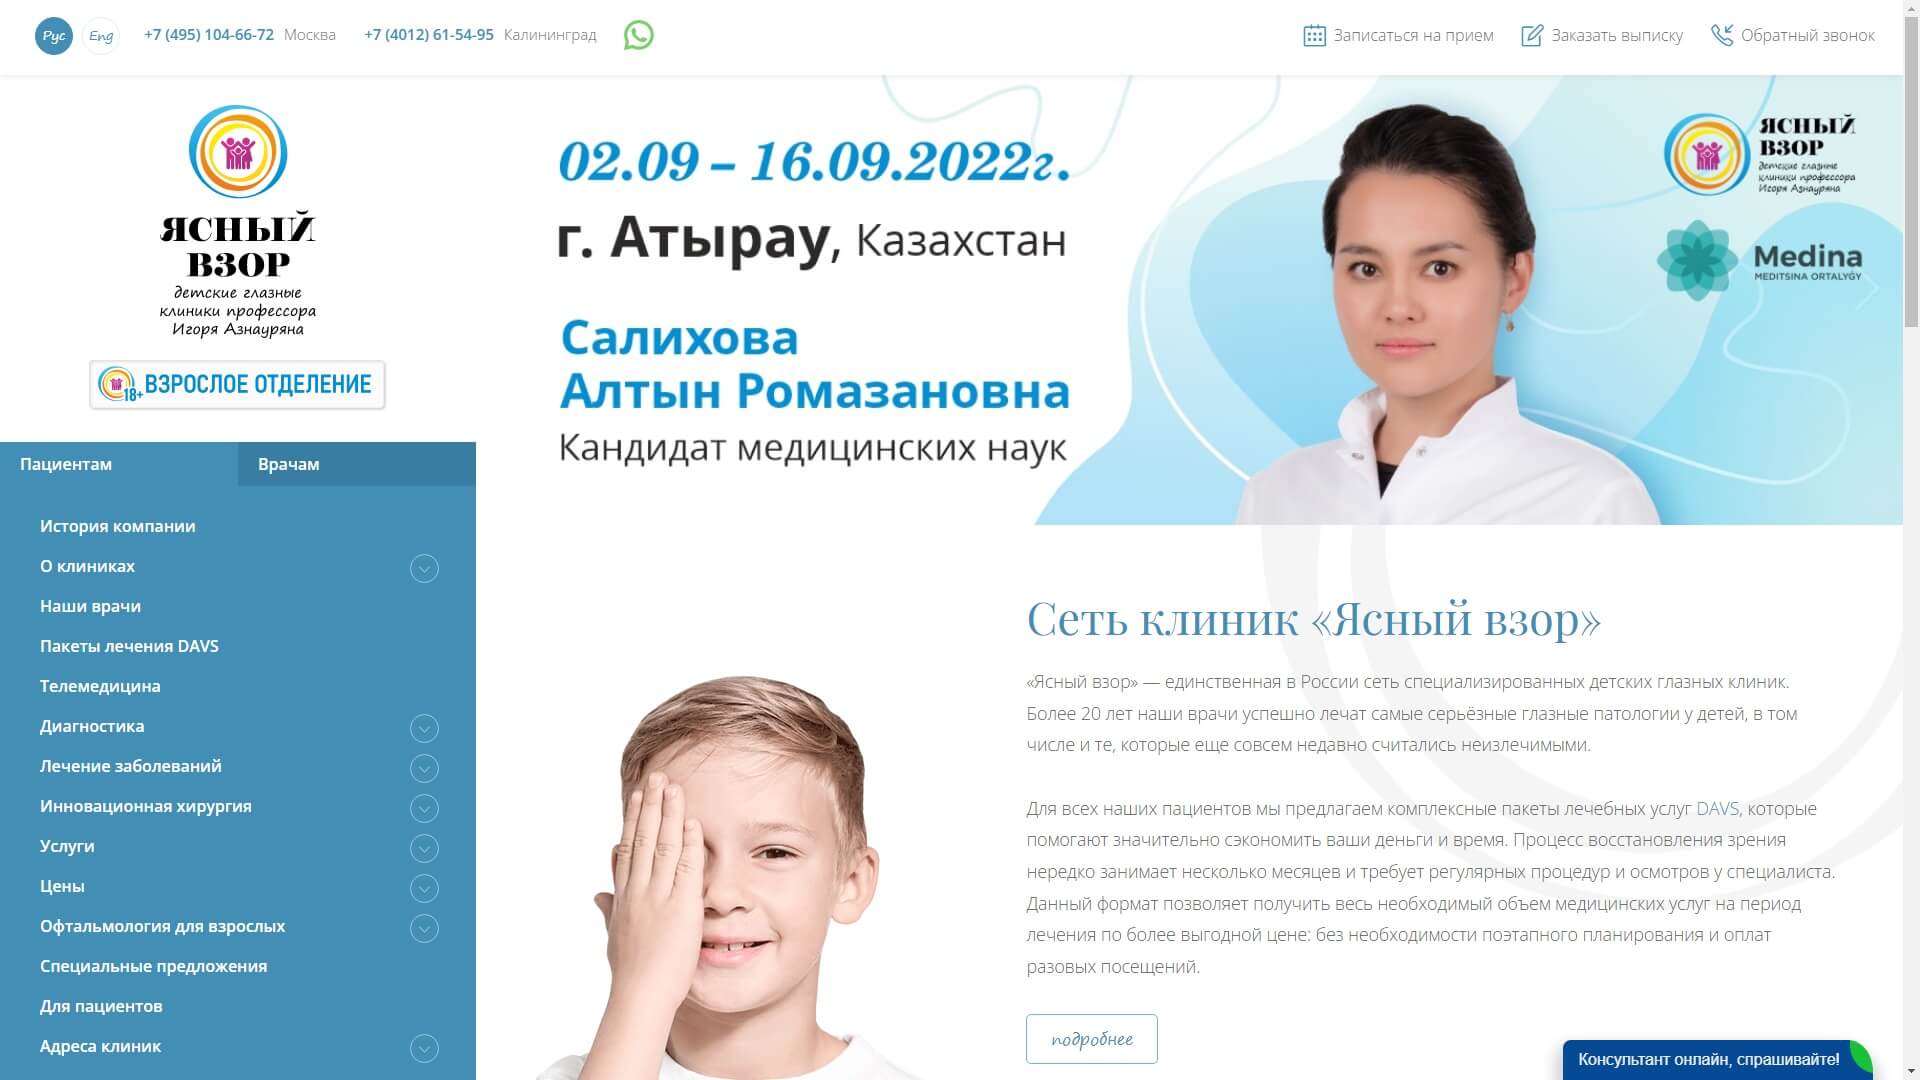 Рус
Eng
+7 (495) 104-66-72 Москва
+7 (4012) 61-54-95 Калининград
Записаться на прием
Заказать выписку
Обратный звонок
ЯСНЫЙ
ВЗОР
детские глазные
клиники профессора
Игоря Азнауряна
18+ ВЗРОСЛОЕ ОТДЕЛЕНИЕ
02.09 – 16.09.2022г.
г. Атырау, Казахстан
Салихова
Алтын Ромазановна
Кандидат медицинских наук
ЯСНЫЙ
ВЗОР
детские глазные
клиники профессора
Игоря Азнауряна
Medina
MEDITSINA ORTALYǴY
Пациентам
Врачам
История компании
О клиниках
Наши врачи
Пакеты лечения DAVS
Телемедицина
Диагностика
Лечение заболеваний
Инновационная хирургия
Услуги
Цены
Офтальмология для взрослых
Специальные предложения
Для пациентов
Адреса клиник
Сеть клиник «Ясный взор»
«Ясный взор» — единственная в России сеть специализированных детских глазных клиник.
Более 20 лет наши врачи успешно лечат самые серьёзные глазные патологии у детей, в том
числе и те, которые еще совсем недавно считались неизлечимыми.
Для всех наших пациентов мы предлагаем комплексные пакеты лечебных услуг DAVS, которые
помогают значительно сэкономить ваши деньги и время. Процесс восстановления зрения
нередко занимает несколько месяцев и требует регулярных процедур и осмотров у специалиста.
Данный формат позволяет получить весь необходимый объем медицинских услуг на период
лечения по более выгодной цене: без необходимости поэтапного планирования и оплат
разовых посещений.
подробнее
Консультант онлайн, спрашивайте!